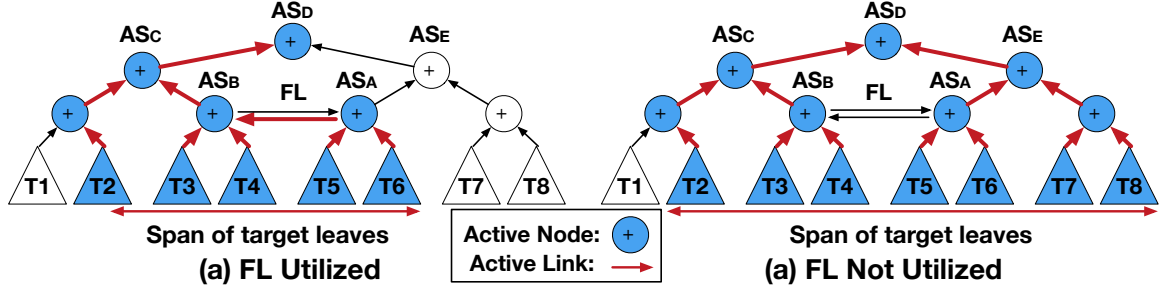 ASD
ASC
ASE
+
+
+
ASB
FL
ASA
+
+
+
+
T1 T2 T3 T4 T5 T6 T7 T8
Span of target leaves
(a) FL Utilized
ASD
ASC
ASE
+
+
+
ASB
FL
ASA
+
+
+
+
T1 T2 T3 T4 T5 T6 T7 T8
Span of target leaves
(a) FL Not Utilized
Active Node: +
Active Link: